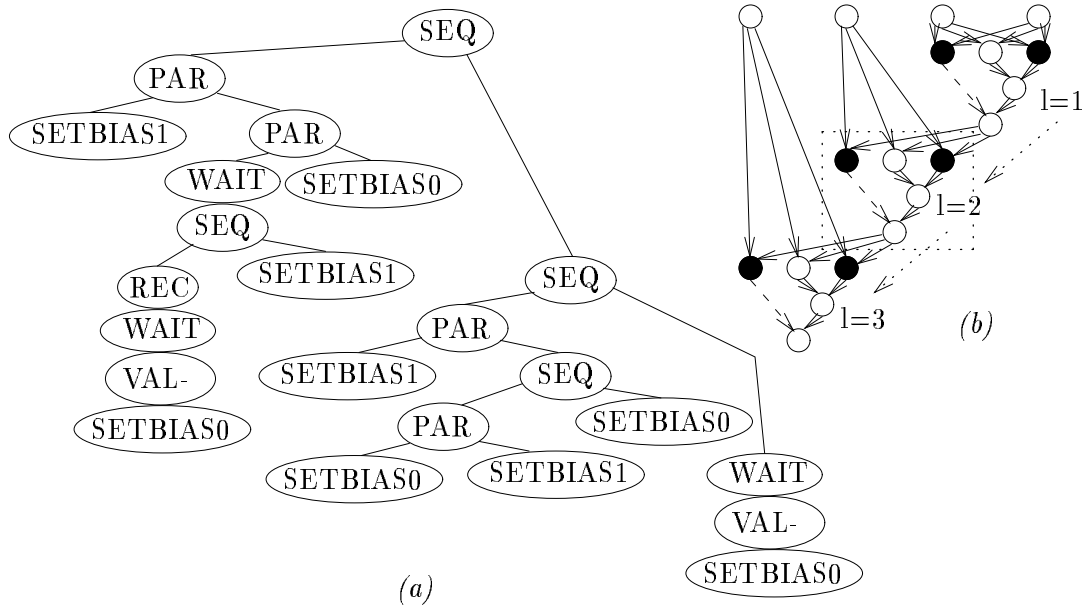 SEQ
PAR
SETBIAS1
PAR
WAIT
SETBIAS0
SEQ
SETBIAS1
REC
WAIT
VAL-
SETBIAS0
SEQ
PAR
SETBIAS1
SEQ
PAR
SETBIAS0
SETBIAS0
SETBIAS1
WAIT
VAL-
SETBIAS0
(a)
l=1
l=2
l=3
(b)